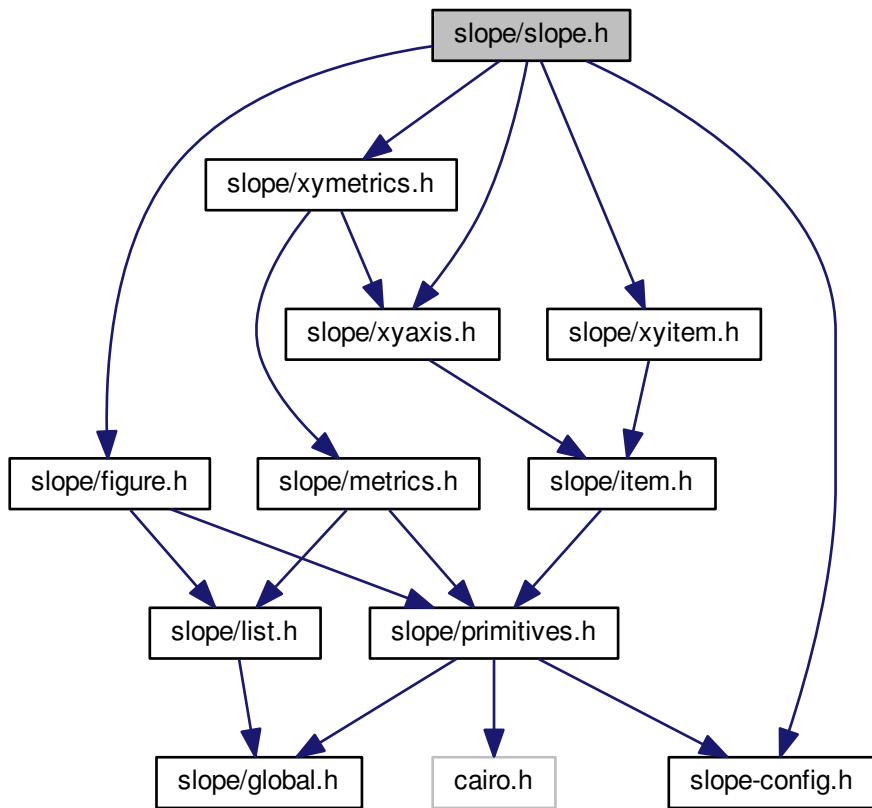 slope/slope.h
slope/xymetrics.h
slope/xyaxis.h
slope/xyitem.h
slope/figure.h
slope/metrics.h
slope/item.h
slope/list.h
slope/primitives.h
slope/global.h
cairo.h
slope-config.h